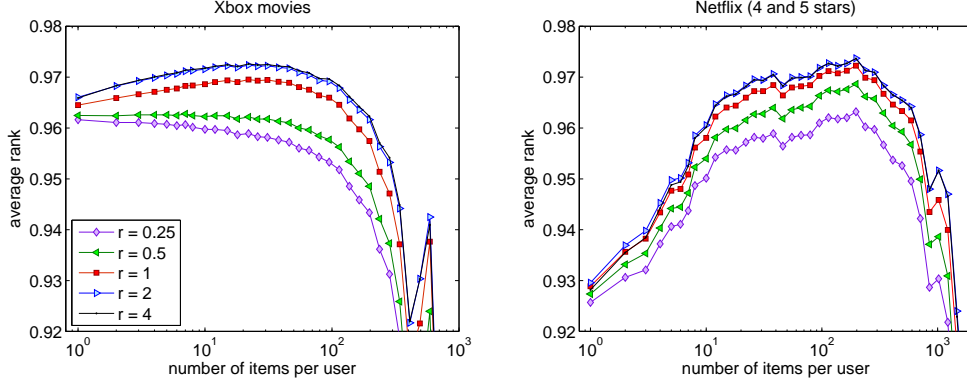 Xbox movies
0.98
0.97
0.96
0.95
0.94
0.93
0.92
average rank
r = 0.25
r = 0.5
r = 1
r = 2
r = 4
10^0
10^1
10^2
10^3
number of items per user
Netflix (4 and 5 stars)
0.98
0.97
0.96
0.95
0.94
0.93
0.92
average rank
10^0
10^1
10^2
10^3
number of items per user